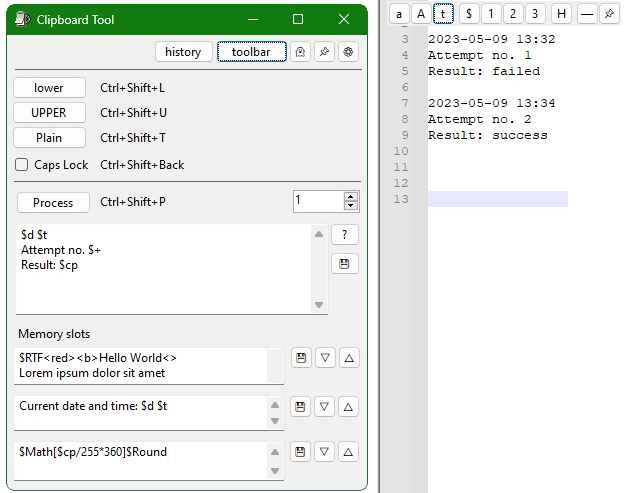 Clipboard Tool
history toolbar
lower Ctrl+Shift+L
UPPER Ctrl+Shift+U
Plain Ctrl+Shift+T
Caps Lock Ctrl+Shift+Back
Process Ctrl+Shift+P 1
$d $t
Attempt no. $+
Result: $cp
?
Memory slots
$RTF<red><b>Hello World<>
Lorem ipsum dolor sit amet
Current date and time: $d $t
$Math[$cp/255*360]$Round
a A t $ 1 2 3 H —
3 2023-05-09 13:32
4 Attempt no. 1
5 Result: failed
6
7 2023-05-09 13:34
8 Attempt no. 2
9 Result: success
10
11
12
13